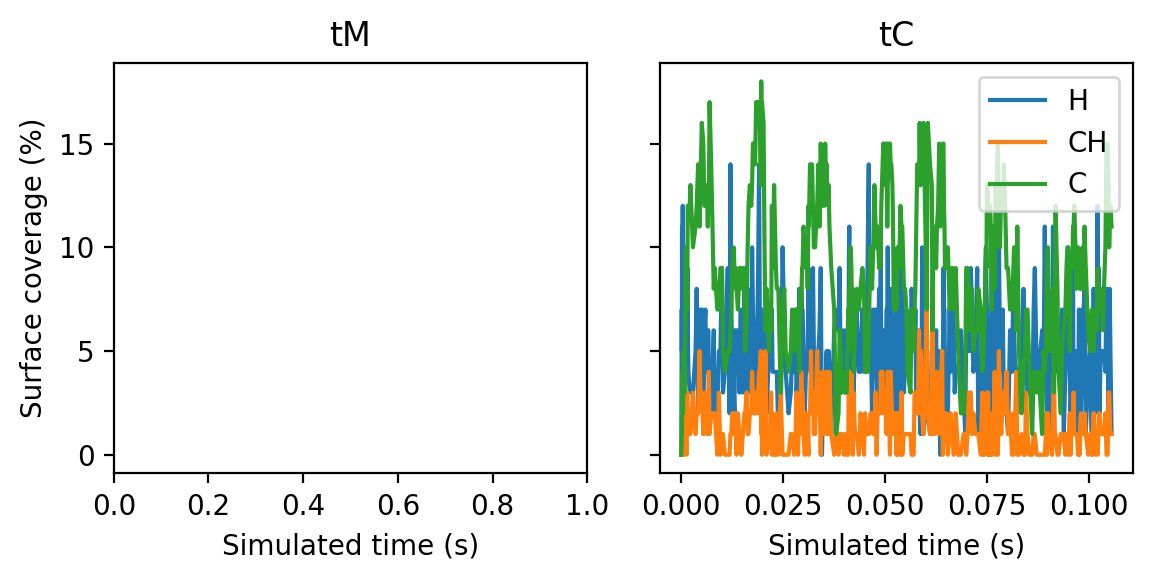 tM
tC
Surface coverage (%)
15
10
5
0
0.0 0.2 0.4 0.6 0.8 1.0
Simulated time (s)
H
CH
C
0.000 0.025 0.050 0.075 0.100
Simulated time (s)